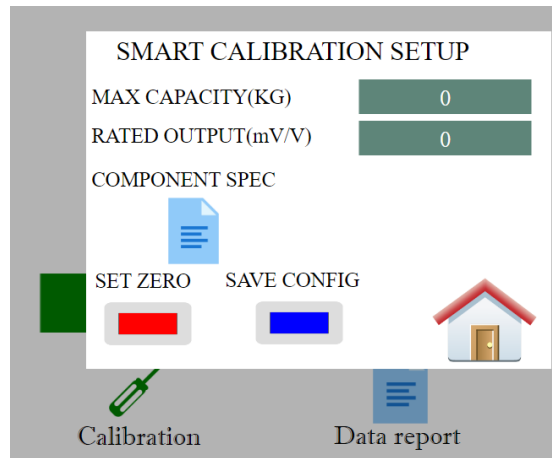 SMART CALIBRATION SETUP
MAX CAPACITY(KG) 0
RATED OUTPUT(mV/V) 0
COMPONENT SPEC
SET ZERO SAVE CONFIG
Calibration Data report